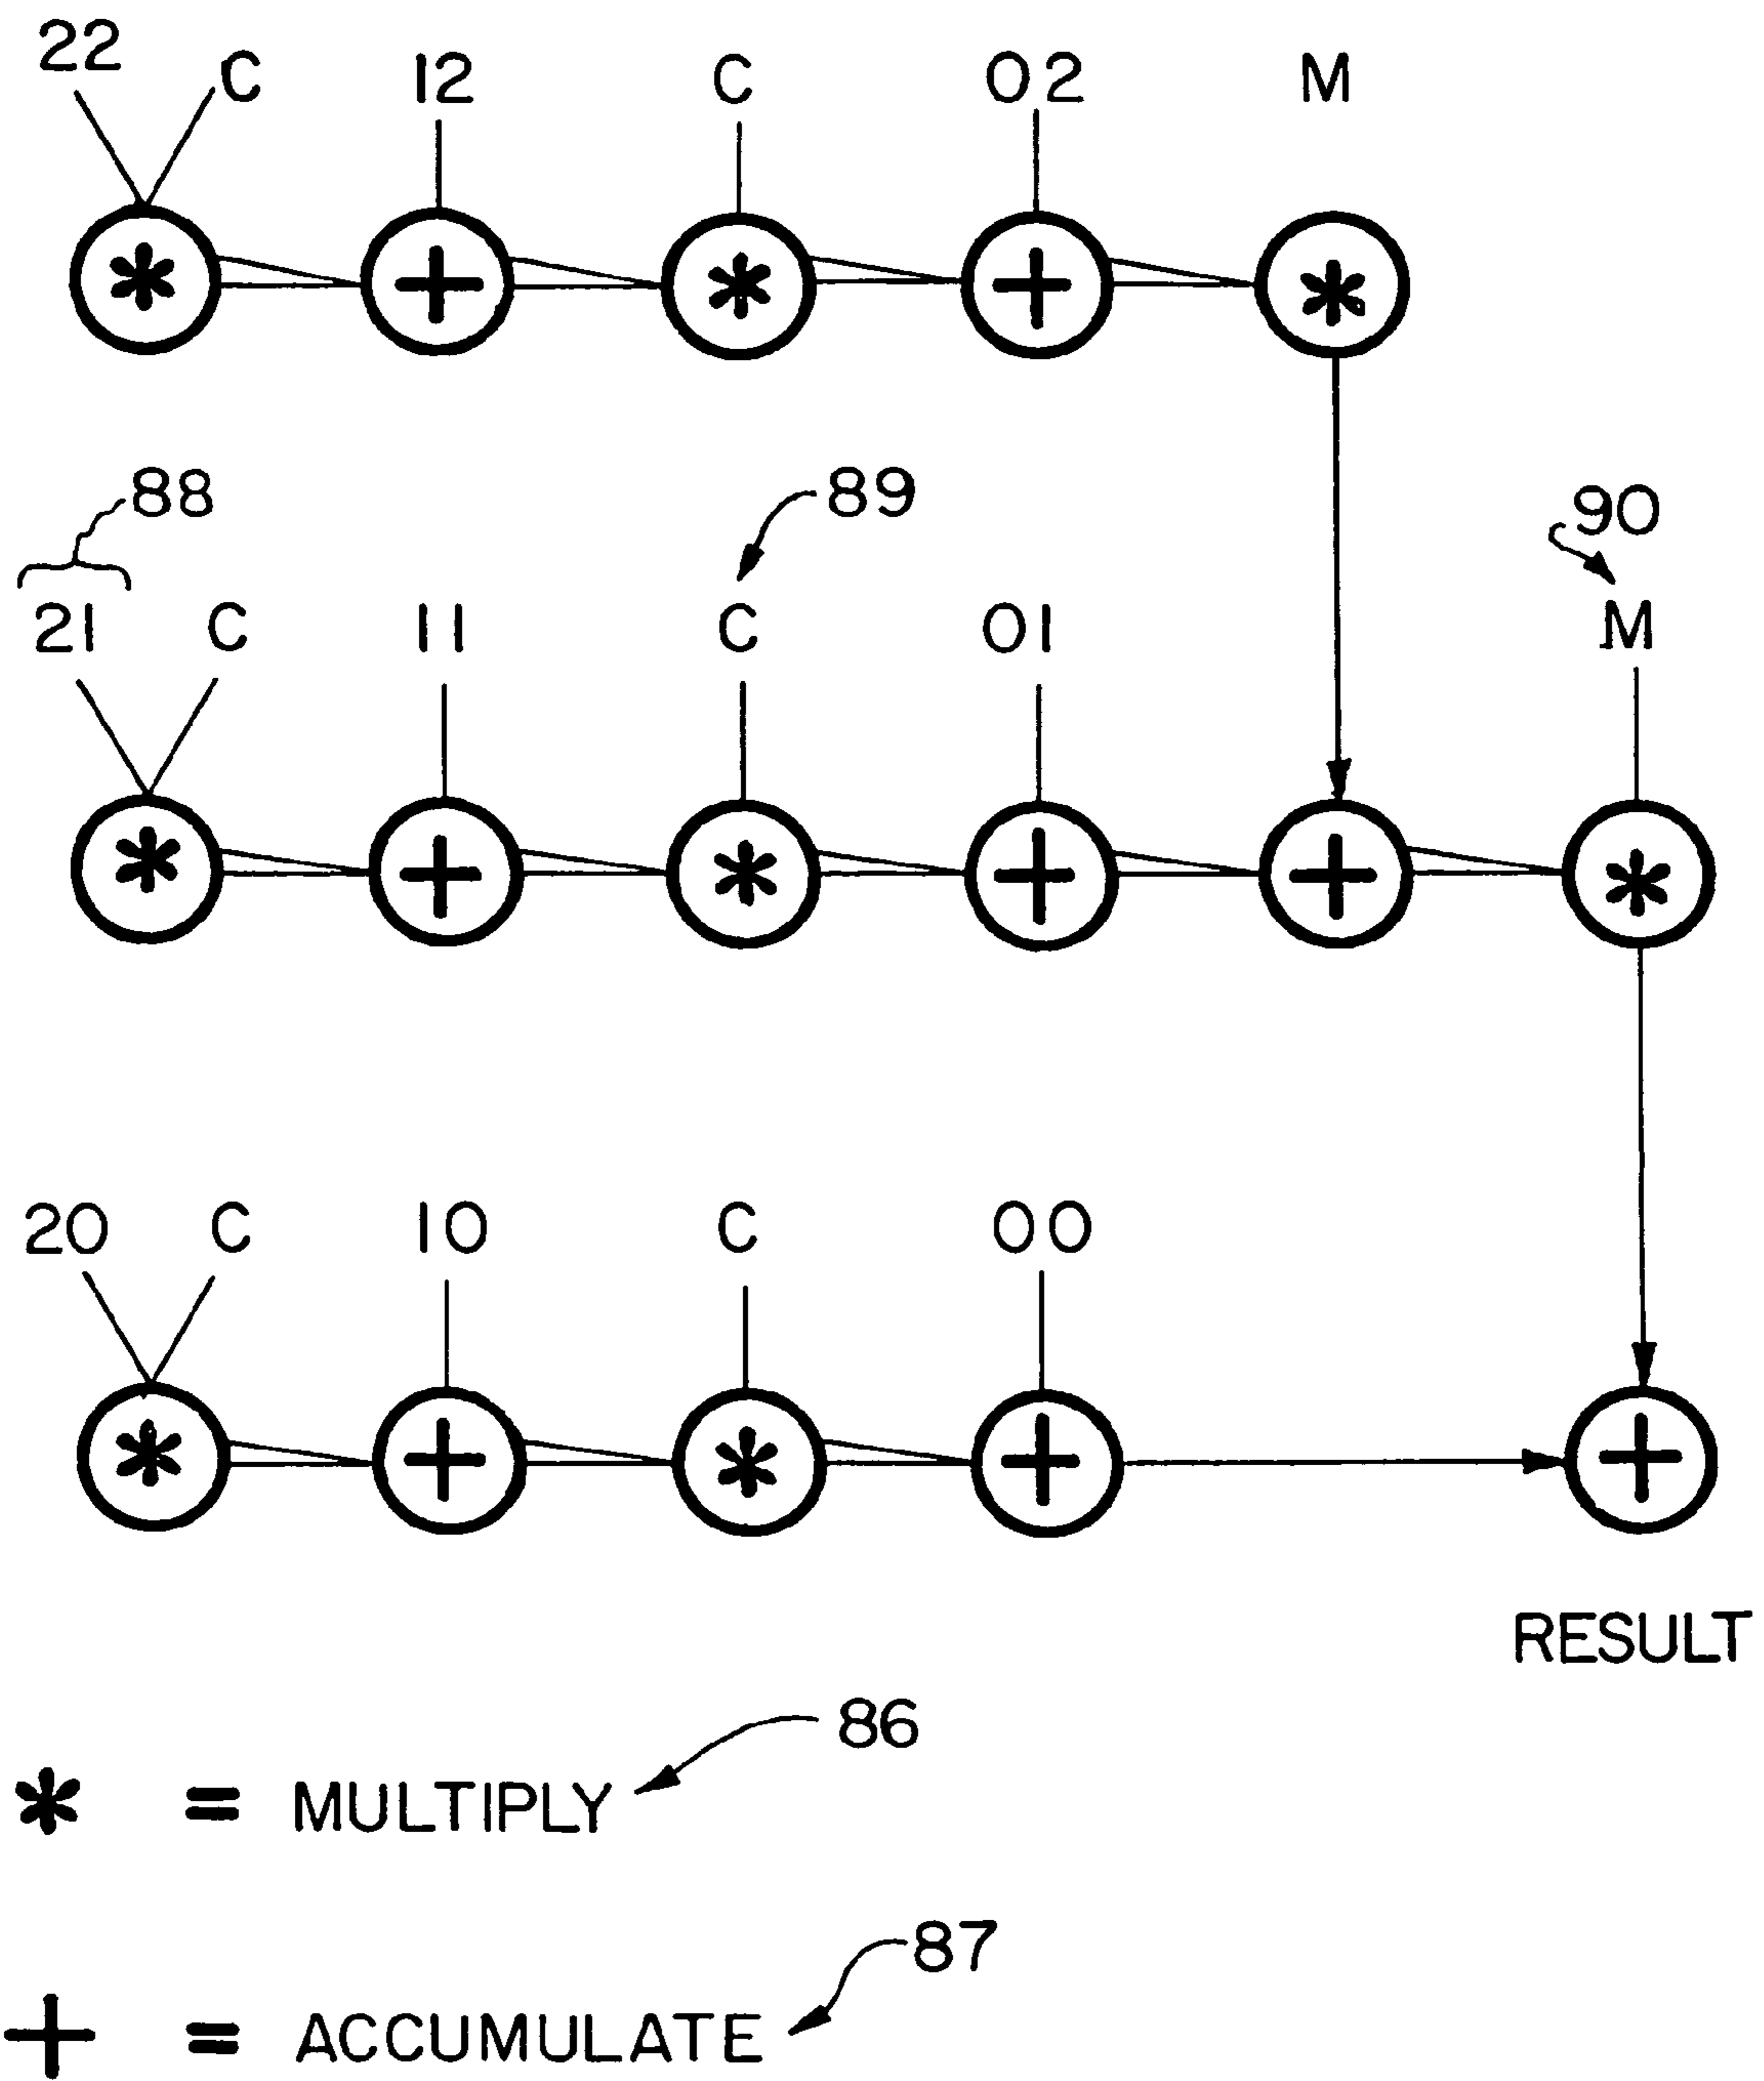 22 C 12 C 02 M
* + * + *
88 89 90
21 C 11 C 01 M
* + * + + *
20 C 10 C 00
* + * + +
RESULT
86
* = MULTIPLY
87
+ = ACCUMULATE